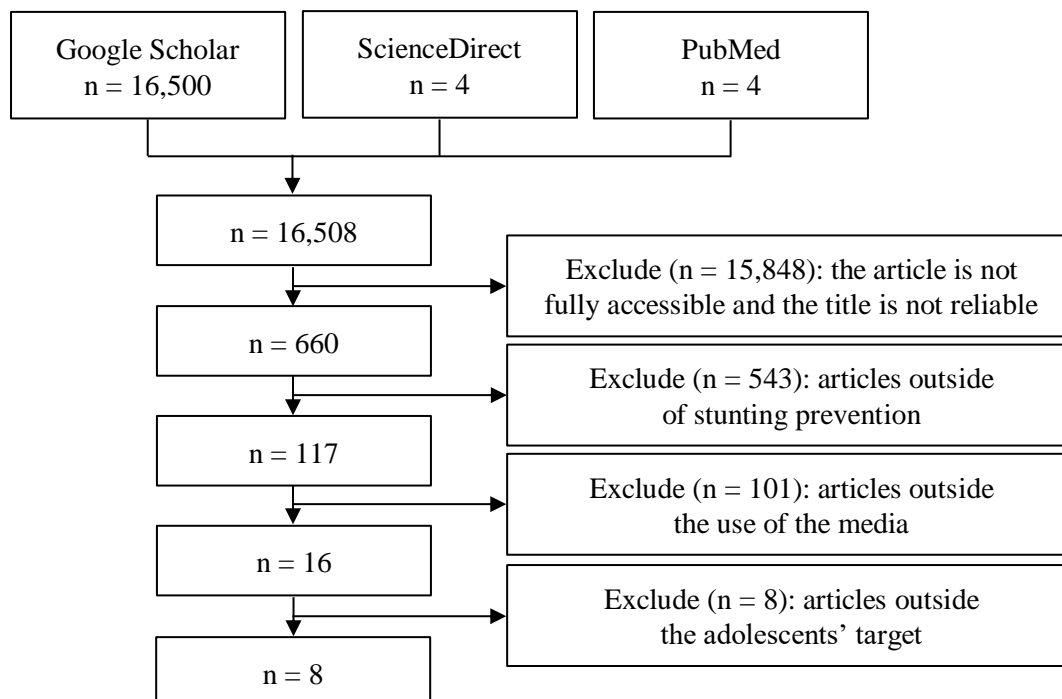 Google Scholar
n = 16,500
ScienceDirect
n = 4
PubMed
n = 4
n = 16,508
Exclude (n = 15,848): the article is not
fully accessible and the title is not reliable
n = 660
Exclude (n = 543): articles outside
of stunting prevention
n = 117
Exclude (n = 101): articles outside
the use of the media
n = 16
Exclude (n = 8): articles outside
the adolescents’ target
n = 8